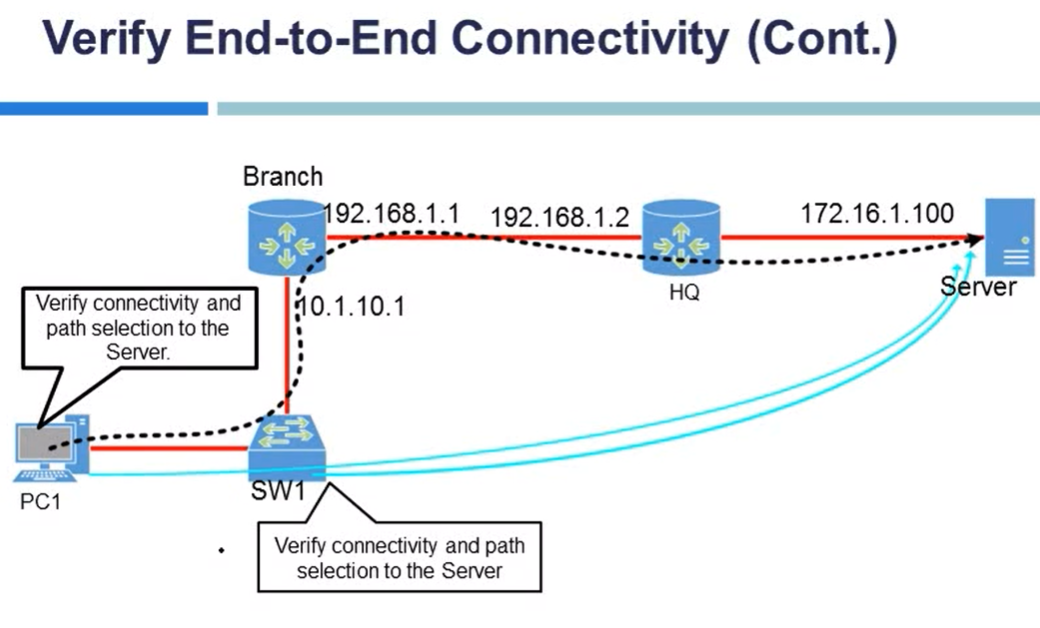 Verify End-to-End Connectivity (Cont.)
Branch
192.168.1.1
192.168.1.2
172.16.1.100
HQ
Server
10.1.10.1
Verify connectivity and
path selection to the
Server.
PC1
SW1
Verify connectivity and path
selection to the Server